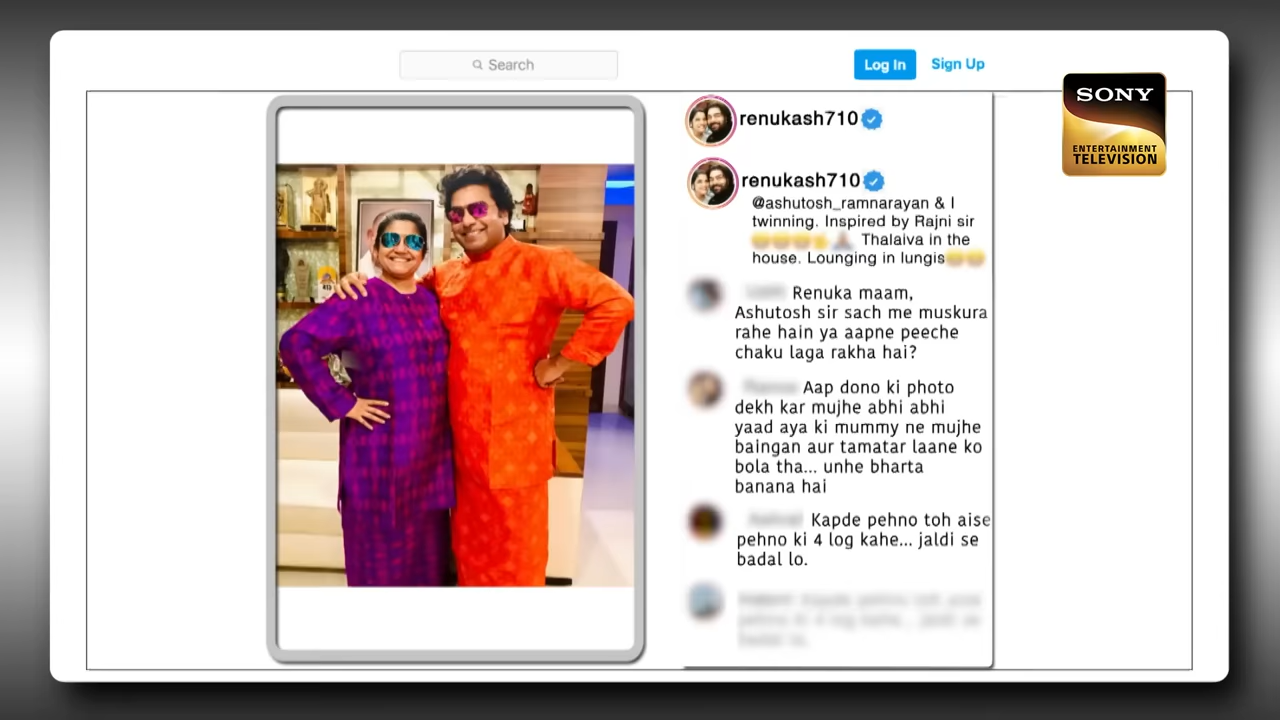 Search
Log In
Sign Up
SONY
ENTERTAINMENT
TELEVISION
renukash710
renukash710
@ashutosh_ramnarayan & I
twinning. Inspired by Rajni sir
😁😁😁✋🙏🏽 Thalaiva in the
house. Lounging in lungis😁😁
Renuka maam,
Ashutosh sir sach me muskura
rahe hain ya aapne peeche
chaku laga rakha hai?
Aap dono ki photo
dekh kar mujhe abhi abhi
yaad aya ki mummy ne mujhe
baingan aur tamatar laane ko
bola tha... unhe bharta
banana hai
Kapde pehno toh aise
pehno ki 4 log kahe... jaldi se
badal lo.